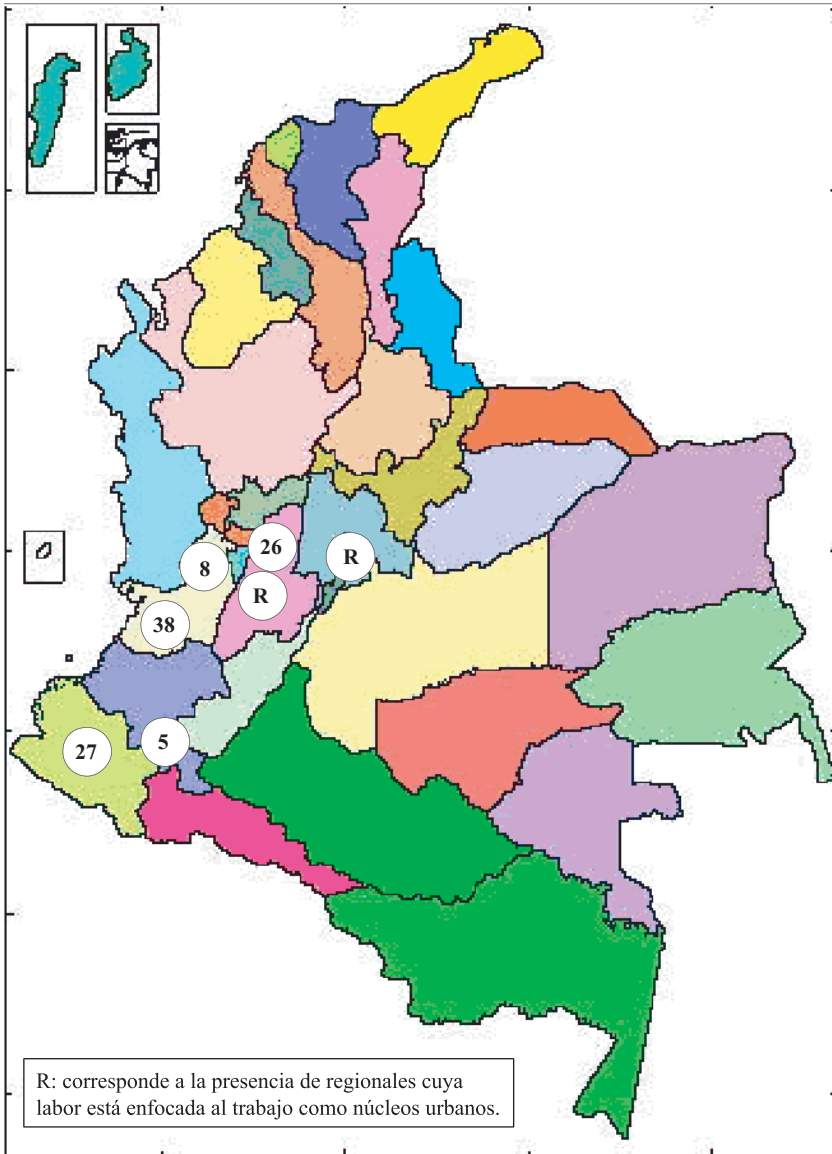 26
R
8
R
38
27
5
R: corresponde a la presencia de regionales cuya
labor está enfocada al trabajo como núcleos urbanos.